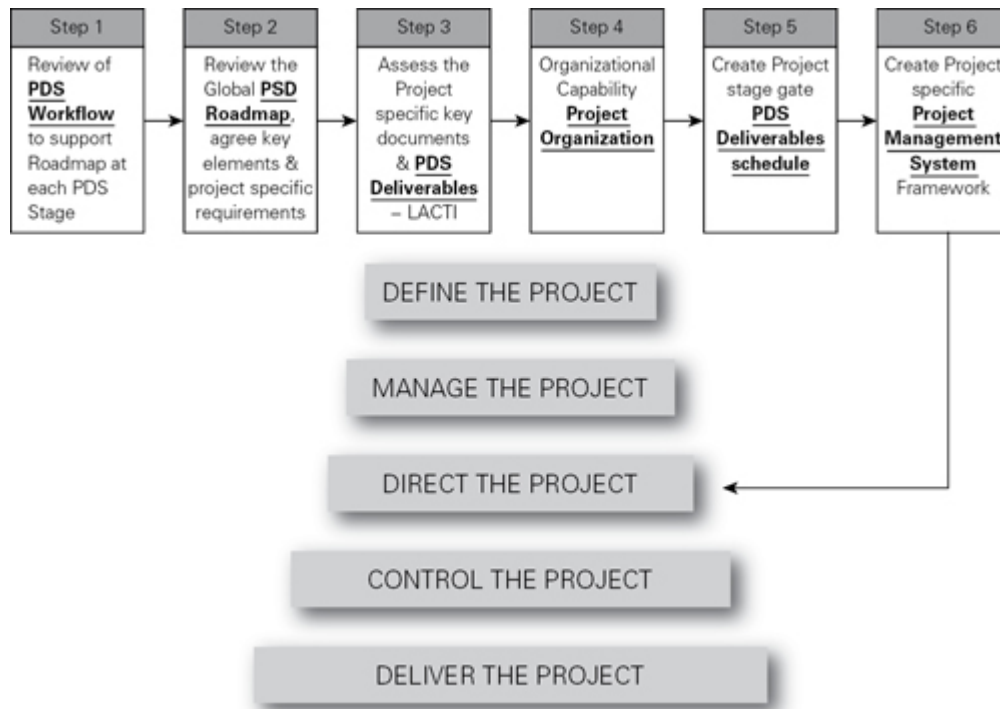 Step 1
Review of
PDS
Workflow
to support
Roadmap at
each PDS
Stage
Step 2
Review the
Global PSD
Roadmap,
agree key
elements &
project specific
requirements
Step 3
Assess the
Project
specific key
documents
& PDS
Deliverables
– LACTI
Step 4
Organizational
Capability
Project
Organization
Step 5
Create Project
stage gate
PDS
Deliverables
schedule
Step 6
Create Project
specific
Project
Management
System
Framework
DEFINE THE PROJECT
MANAGE THE PROJECT
DIRECT THE PROJECT
CONTROL THE PROJECT
DELIVER THE PROJECT